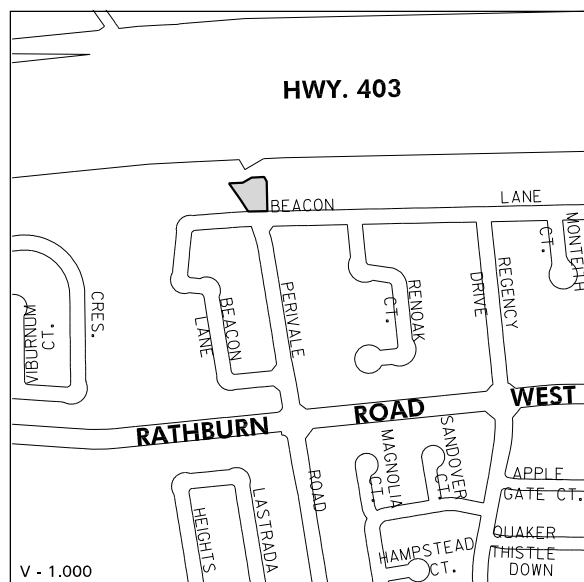 HWY. 403
BEACON LANE
MONTEITH
CT.
VIBURNUM
CT.
CRES.
BEACON
LANE
PERIVALE
RENOAK
CT.
REGENCY
DRIVE
RATHBURN ROAD WEST
ROAD
MAGNOLIA
CT.
SANDOVER
CT.
APPLE
GATE CT.
QUAKER
THISTLE
DOWN
HAMPSTEAD
CT.
HEIGHTS
LASTRADA
V - 1.000